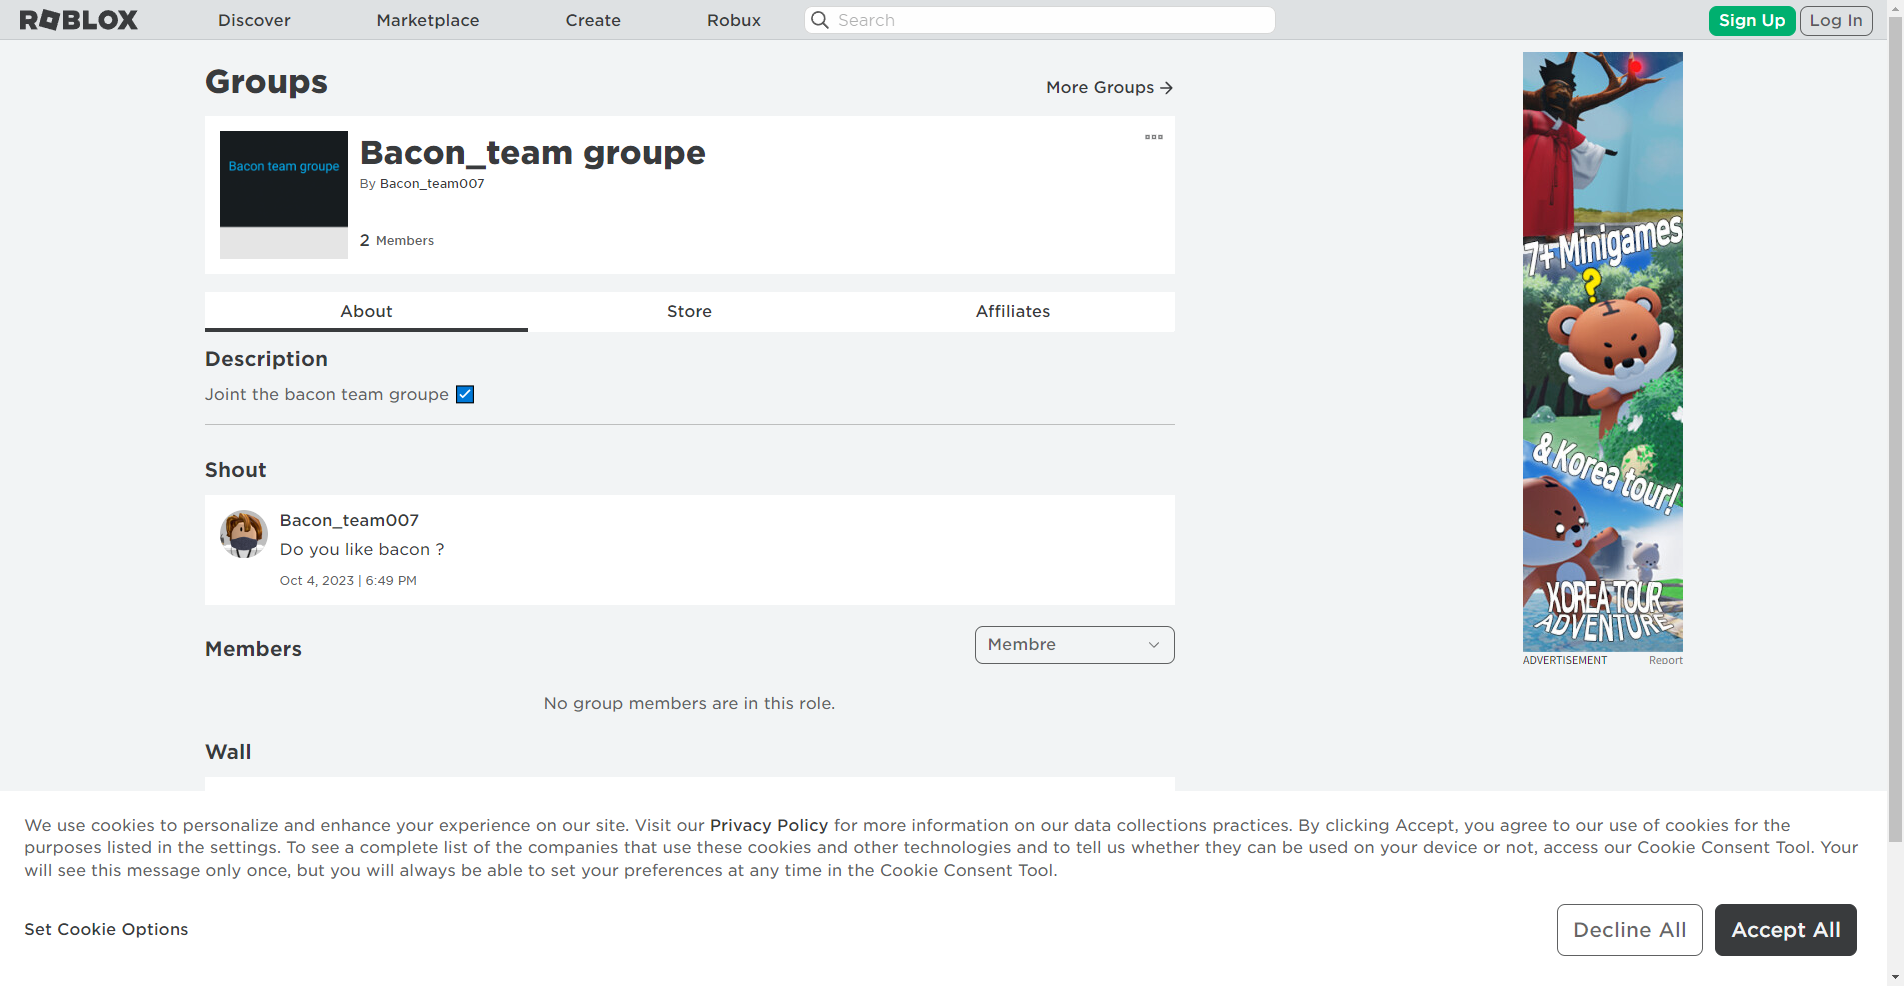 ROBLOX
Discover
Marketplace
Create
Robux
Search
Sign Up
Log In
Groups
More Groups →
Bacon team groupe
Bacon_team groupe
By Bacon_team007
2 Members
About
Store
Affiliates
Description
Joint the bacon team groupe ☑
Shout
Bacon_team007
Do you like bacon ?
Oct 4, 2023 | 6:49 PM
Members
Membre
No group members are in this role.
Wall
7+ Minigames
?
& Korea tour!
KOREA TOUR
ADVENTURE
ADVERTISEMENT
Report
We use cookies to personalize and enhance your experience on our site. Visit our Privacy Policy for more information on our data collections practices. By clicking Accept, you agree to our use of cookies for the
purposes listed in the settings. To see a complete list of the companies that use these cookies and other technologies and to tell us whether they can be used on your device or not, access our Cookie Consent Tool. Your
will see this message only once, but you will always be able to set your preferences at any time in the Cookie Consent Tool.
Set Cookie Options
Decline All
Accept All